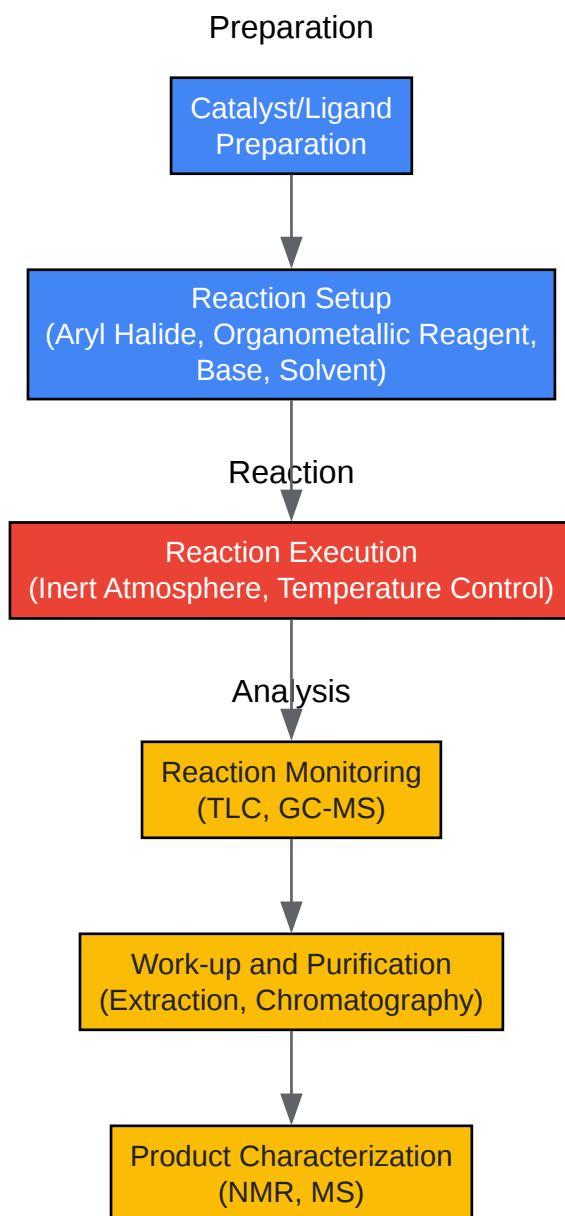 Preparation
Catalyst/Ligand
Preparation
Reaction Setup
(Aryl Halide, Organometallic Reagent,
Base, Solvent)
Reaction
Reaction Execution
(Inert Atmosphere, Temperature Control)
Analysis
Reaction Monitoring
(TLC, GC-MS)
Work-up and Purification
(Extraction, Chromatography)
Product Characterization
(NMR, MS)